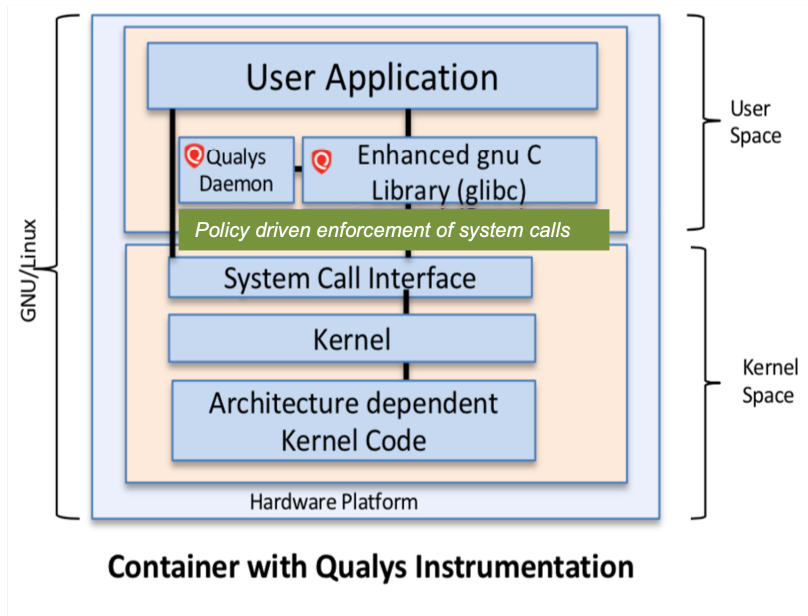 User Application
User
Space
Qualys
Daemon
Enhanced gnu C
Library (glibc)
Policy driven enforcement of system calls
GNU/Linux
System Call Interface
Kernel
Kernel
Space
Architecture dependent
Kernel Code
Hardware Platform
Container with Qualys Instrumentation